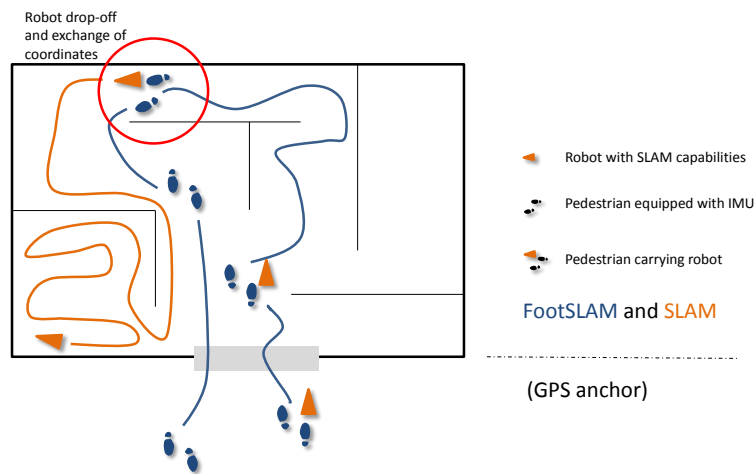 Robot drop-off
and exchange of
coordinates
Robot with SLAM capabilities
Pedestrian equipped with IMU
Pedestrian carrying robot
FootSLAM and SLAM
(GPS anchor)